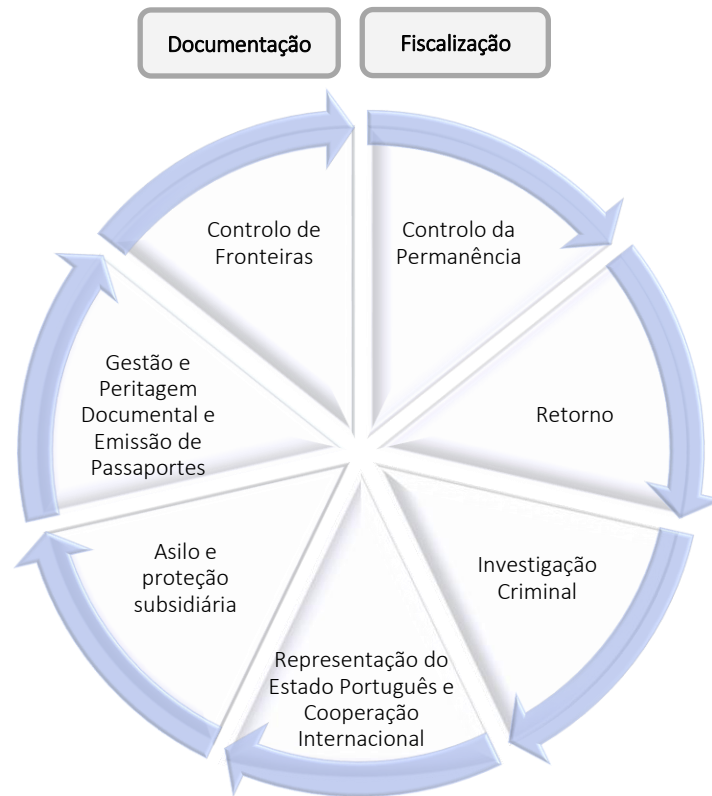 Documentação
Fiscalização
Controlo de
Fronteiras
Controlo da
Permanência
Gestão e
Peritagem
Documental e
Emissão de
Passaportes
Retorno
Asilo e
proteção
subsidiária
Investigação
Criminal
Representação do
Estado Português e
Cooperação
Internacional